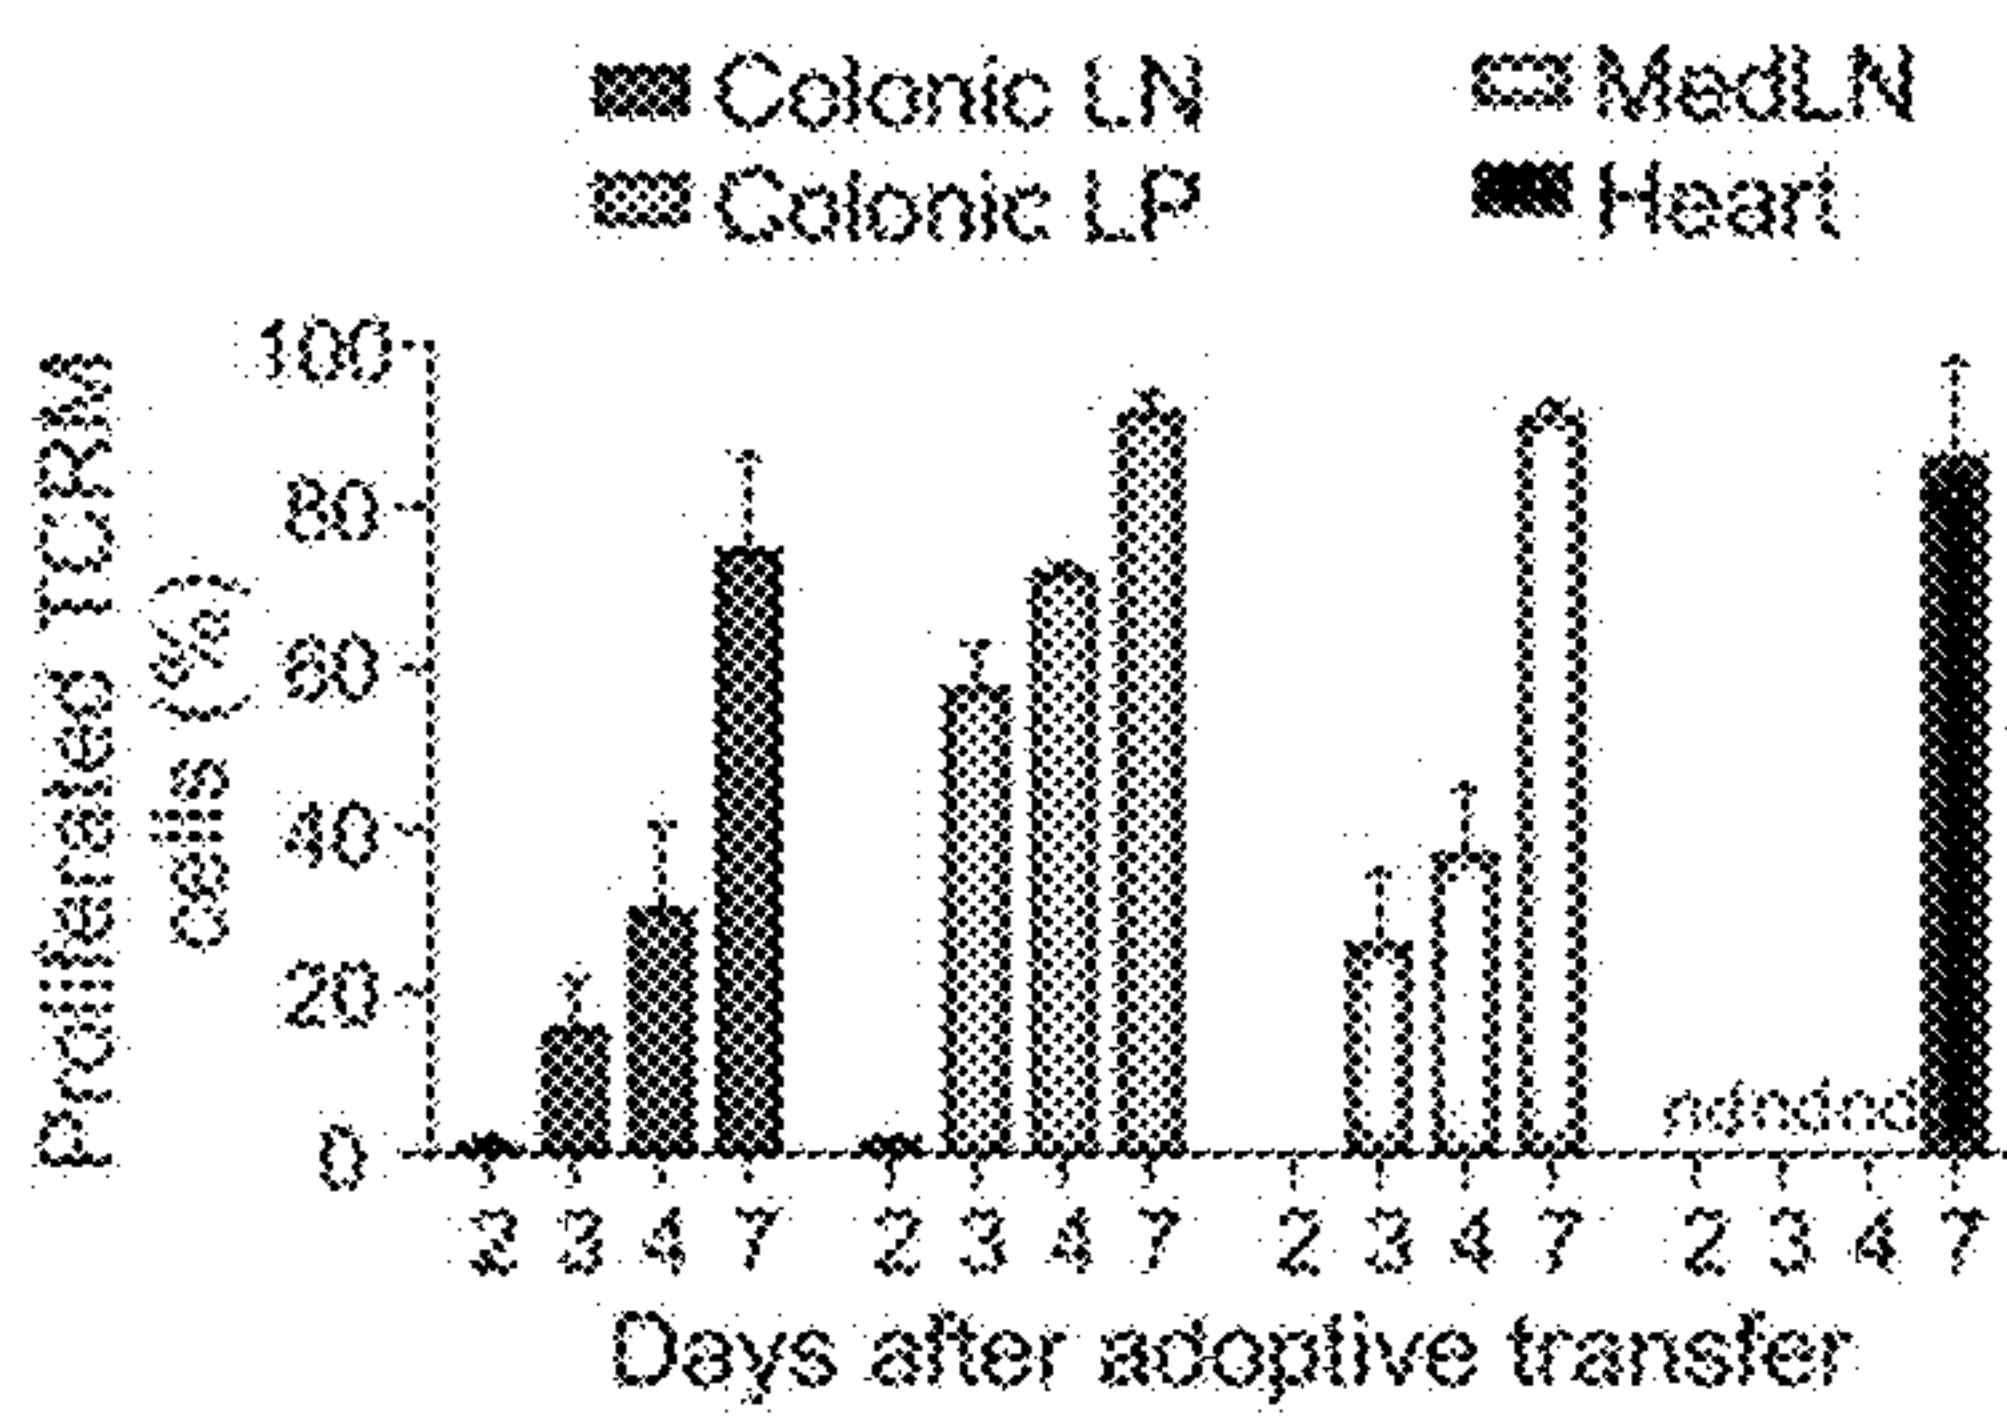 Colonic LN
MedLN
Colonic LP
Heart
Proliferated TCRM
cells (%)
100
80
60
40
20
0
nd nd nd
2 3 4 7 2 3 4 7 2 3 4 7 2 3 4 7
Days after adoptive transfer